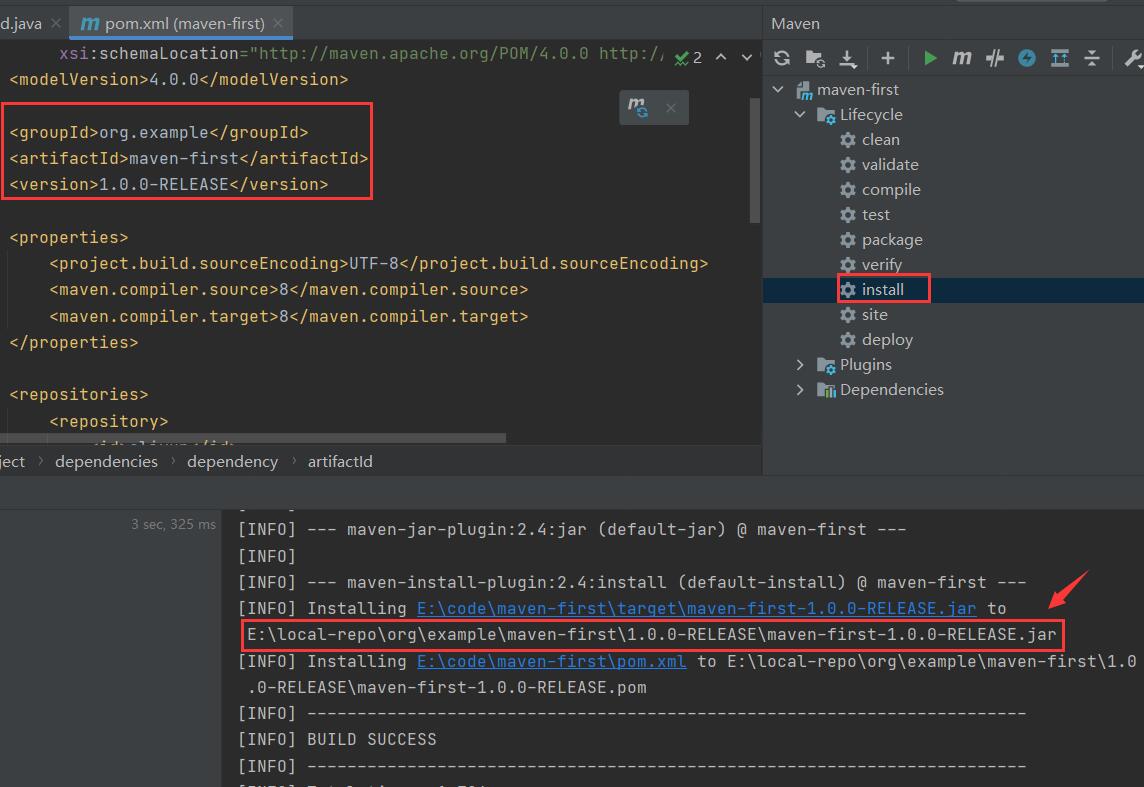 d.java
pom.xml (maven-first)
Maven
xsi:schemaLocation="http://maven.apache.org/POM/4.0.0 http:/
2
<modelVersion>4.0.0</modelVersion>
<groupId>org.example</groupId>
<artifactId>maven-first</artifactId>
<version>1.0.0-RELEASE</version>
<properties>
<project.build.sourceEncoding>UTF-8</project.build.sourceEncoding>
<maven.compiler.source>8</maven.compiler.source>
<maven.compiler.target>8</maven.compiler.target>
</properties>
<repositories>
<repository>
maven-first
Lifecycle
clean
validate
compile
test
package
verify
install
site
deploy
Plugins
Dependencies
ject
dependencies
dependency
artifactId
3 sec, 325 ms
[INFO] --- maven-jar-plugin:2.4:jar (default-jar) @ maven-first ---
[INFO]
[INFO] --- maven-install-plugin:2.4:install (default-install) @ maven-first ---
[INFO] Installing E:\code\maven-first\target\maven-first-1.0.0-RELEASE.jar to
E:\local-repo\org\example\maven-first\1.0.0-RELEASE\maven-first-1.0.0-RELEASE.jar
[INFO] Installing E:\code\maven-first\pom.xml to E:\local-repo\org\example\maven-first\1.0
.0-RELEASE\maven-first-1.0.0-RELEASE.pom
[INFO] ------------------------------------------------------------------------
[INFO] BUILD SUCCESS
[INFO] ------------------------------------------------------------------------